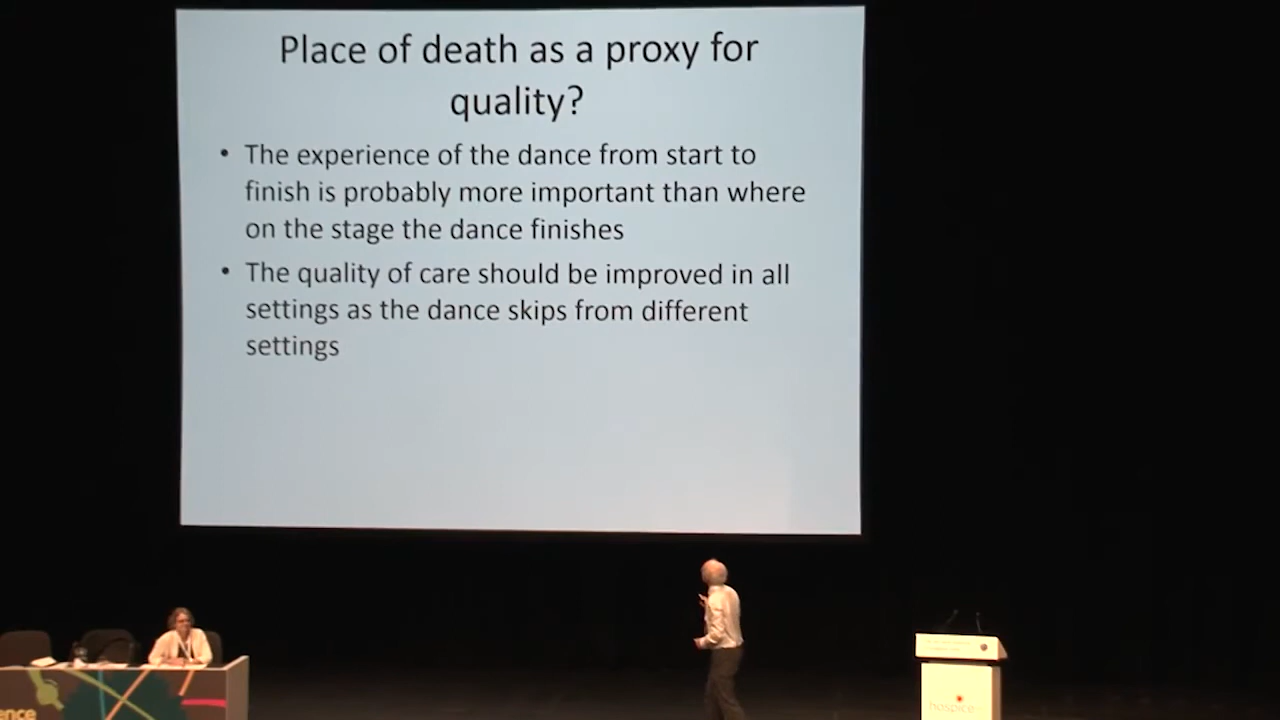 Place of death as a proxy for
quality?
• The experience of the dance from start to
finish is probably more important than where
on the stage the dance finishes
• The quality of care should be improved in all
settings as the dance skips from different
settings
ence
hospice